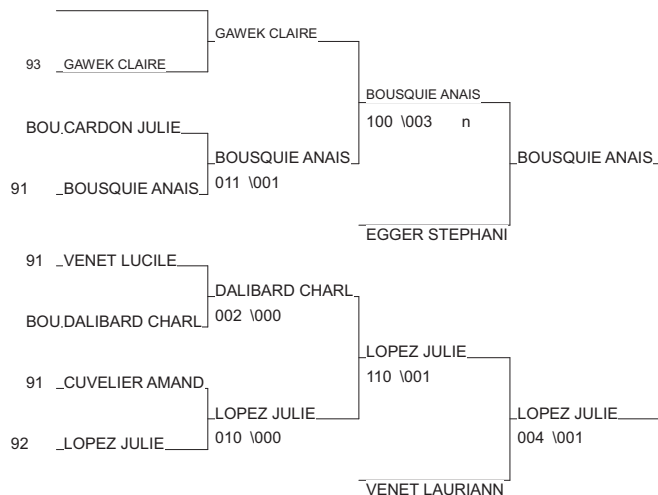 GAWEK CLAIRE
93 GAWEK CLAIRE
BOUSQUIE ANAIS
100 \003 n
BOU CARDON JULIE
BOUSQUIE ANAIS
BOUSQUIE ANAIS
011 \001
91 BOUSQUIE ANAIS
EGGER STEPHANI
91 VENET LUCILE
DALIBARD CHARL
002 \000
BOU DALIBARD CHARL
LOPEZ JULIE
110 \001
91 CUVELIER AMAND
LOPEZ JULIE
010 \000
LOPEZ JULIE
004 \001
92 LOPEZ JULIE
VENET LAURIANN